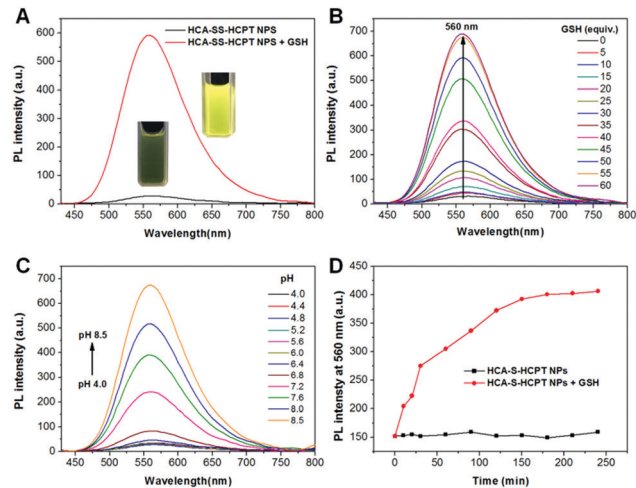 A
HCA-SS-HCPT NPS
HCA-SS-HCPT NPS + GSH
PL intensity (a.u.)
600
500
400
300
200
100
0
450 500 550 600 650 700 750 800
Wavelength(nm)
B
560 nm
GSH (equiv.)
0
5
10
15
20
25
30
35
40
45
50
55
60
PL intensity (a.u.)
700
600
500
400
300
200
100
0
450 500 550 600 650 700 750 800
Wavelength(nm)
C
pH
4.0
4.4
4.8
5.2
5.6
6.0
6.4
6.8
7.2
7.6
8.0
8.5
pH 8.5
pH 4.0
PL intensity (a.u.)
700
600
500
400
300
200
100
0
450 500 550 600 650 700 750 800
Wavelength(nm)
D
HCA-S-HCPT NPs
HCA-S-HCPT NPs + GSH
PL intensty at 560 nm (a.u.)
450
400
350
300
250
200
150
100
0 50 100 150 200 250
Time (min)